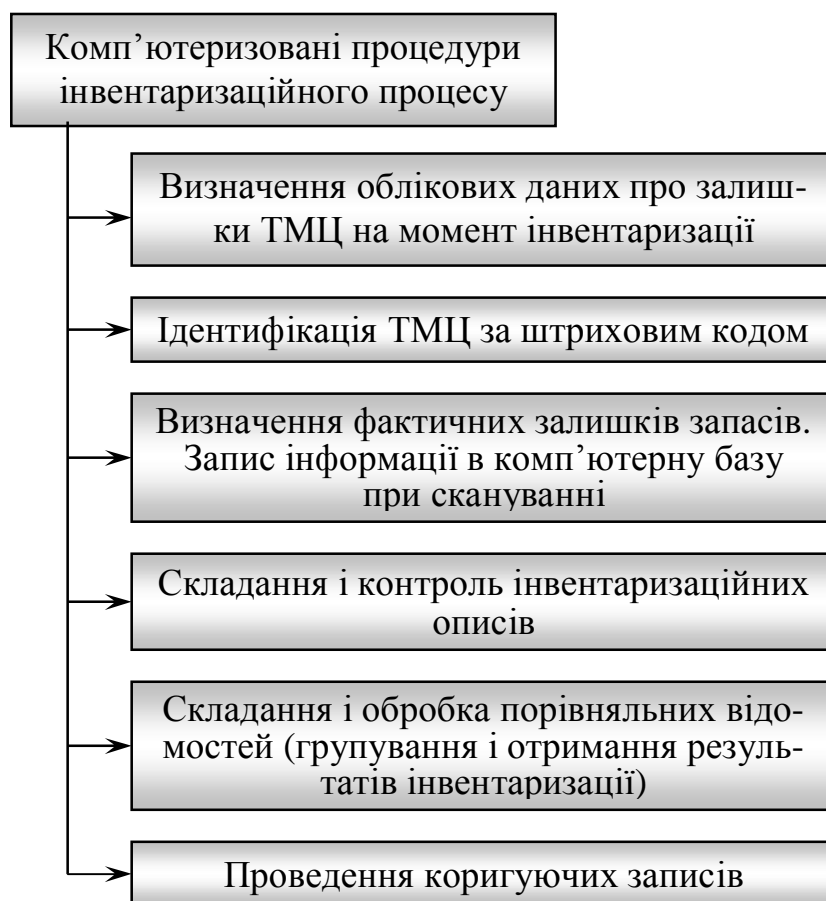 Комп’ютеризовані процедури
інвентаризаційного процесу
Визначення облікових даних про залиш-
ки ТМЦ на момент інвентаризації
Ідентифікація ТМЦ за штриховим кодом
Визначення фактичних залишків запасів.
Запис інформації в комп’ютерну базу
при скануванні
Складання і контроль інвентаризаційних
описів
Складання і обробка порівняльних відо-
мостей (групування і отримання резуль-
татів інвентаризації)
Проведення коригуючих записів